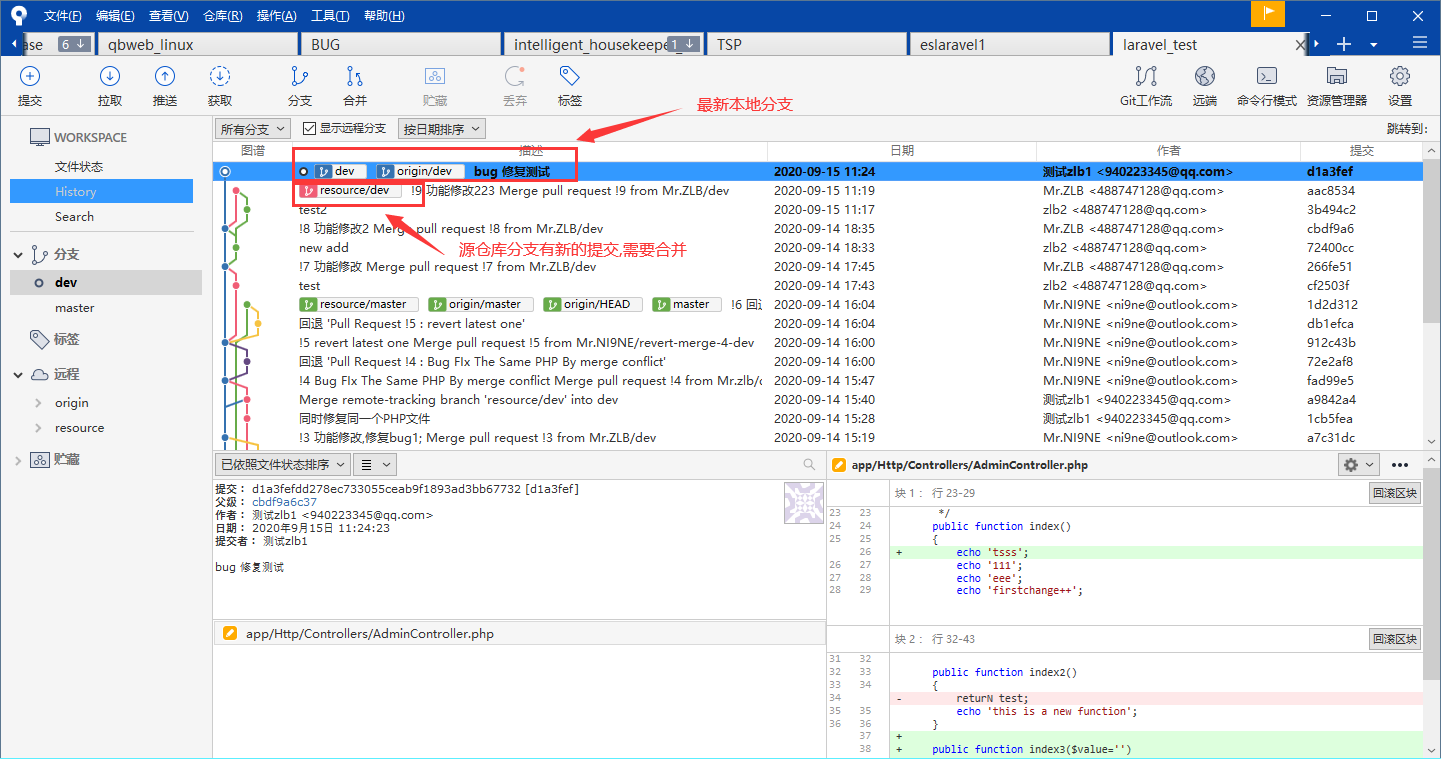 文件(F) 编辑(E) 查看(V) 仓库(R) 操作(A) 工具(T) 帮助(H)
ase 6 qbweb_linux BUG intelligent_housekeepe 1 TSP eslaravel1 laravel_test
提交 拉取 推送 获取 分支 合并 贮藏 丢弃 标签 Git工作流 远端 命令行模式 资源管理器 设置
最新本地分支
WORKSPACE
文件状态
History
Search
分支
dev
master
标签
远程
origin
resource
贮藏
所有分支 显示远程分支 按日期排序 跳转到:
图谱 描述 日期 作者 提交
dev origin/dev bug 修复测试 2020-09-15 11:24 测试zlb1 <940223345@qq.com> d1a3fef
resource/dev !9 功能修改223 Merge pull request !9 from Mr.ZLB/dev 2020-09-15 11:19 Mr.ZLB <488747128@qq.com> aac8534
test2 2020-09-15 11:17 zlb2 <488747128@qq.com> 3b494c2
!8 功能修改2 Merge pull request !8 from Mr.ZLB/dev 2020-09-14 18:35 Mr.ZLB <488747128@qq.com> cbdf9a6
new add 2020-09-14 18:33 zlb2 <488747128@qq.com> 72400cc
源仓库分支有新的提交,需要合并
!7 功能修改 Merge pull request !7 from Mr.ZLB/dev 2020-09-14 17:45 Mr.ZLB <488747128@qq.com> 266fe51
test 2020-09-14 17:43 zlb2 <488747128@qq.com> cf2503f
resource/master origin/master origin/HEAD master !6 回 2020-09-14 16:04 Mr.NI9NE <ni9ne@outlook.com> 1d2d312
回退 'Pull Request !5 : revert latest one' 2020-09-14 16:04 Mr.NI9NE <ni9ne@outlook.com> db1efca
!5 revert latest one Merge pull request !5 from Mr.NI9NE/revert-merge-4-dev 2020-09-14 16:00 Mr.NI9NE <ni9ne@outlook.com> 912c43b
回退 'Pull Request !4 : Bug FIx The Same PHP By merge conflict' 2020-09-14 16:00 Mr.NI9NE <ni9ne@outlook.com> 72e2af8
!4 Bug FIx The Same PHP By merge conflict Merge pull request !4 from Mr.zlb/d 2020-09-14 15:47 Mr.NI9NE <ni9ne@outlook.com> fad99e5
Merge remote-tracking branch 'resource/dev' into dev 2020-09-14 15:40 测试zlb1 <940223345@qq.com> a9842a4
同时修复同一个PHP文件 2020-09-14 15:28 测试zlb1 <940223345@qq.com> 1cb5fea
!3 功能修改,修复bug1; Merge pull request !3 from Mr.ZLB/dev 2020-09-14 15:19 Mr.NI9NE <ni9ne@outlook.com> a7c31dc
已依照文件状态排序
提交: d1a3fefdd278ec733055ceab9f1893ad3bb67732 [d1a3fef]
父级: cbdf9a6c37
作者: 测试zlb1 <940223345@qq.com>
日期: 2020年9月15日 11:24:23
提交者: 测试zlb1
bug 修复测试
app/Http/Controllers/AdminController.php
app/Http/Controllers/AdminController.php
块 1: 行 23-29 回滚区块
23 23 */
24 24 public function index()
25 25 {
26 + echo 'tsss';
26 27 echo '111';
27 28 echo 'eee';
28 29 echo 'firstchange++';
块 2: 行 32-43 回滚区块
31 32
32 33 public function index2()
33 34 {
34 - returN test;
35 35 echo 'this is a new function';
36 36 }
37 +
38 + public function index3($value='')